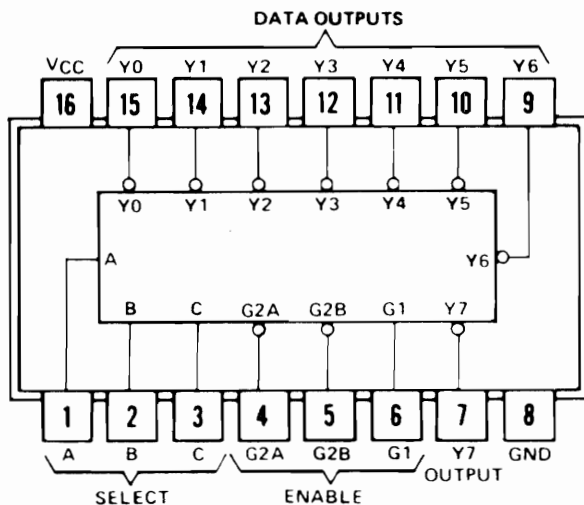 DATA OUTPUTS
VCC Y0 Y1 Y2 Y3 Y4 Y5 Y6
16 15 14 13 12 11 10 9
Y0 Y1 Y2 Y3 Y4 Y5
A Y6
B C G2A G2B G1 Y7
1 2 3 4 5 6 7 8
A B C G2A G2B G1 Y7 GND
OUTPUT
SELECT ENABLE